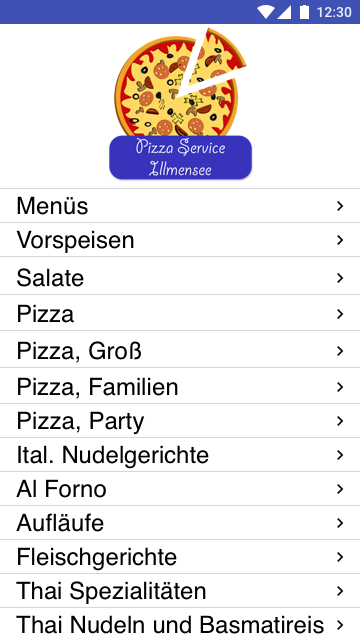 12:30
Pizza Service
Illmensee
Menüs
Vorspeisen
Salate
Pizza
Pizza, Groß
Pizza, Familien
Pizza, Party
Ital. Nudelgerichte
Al Forno
Aufläufe
Fleischgerichte
Thai Spezialitäten
Thai Nudeln und Basmatireis